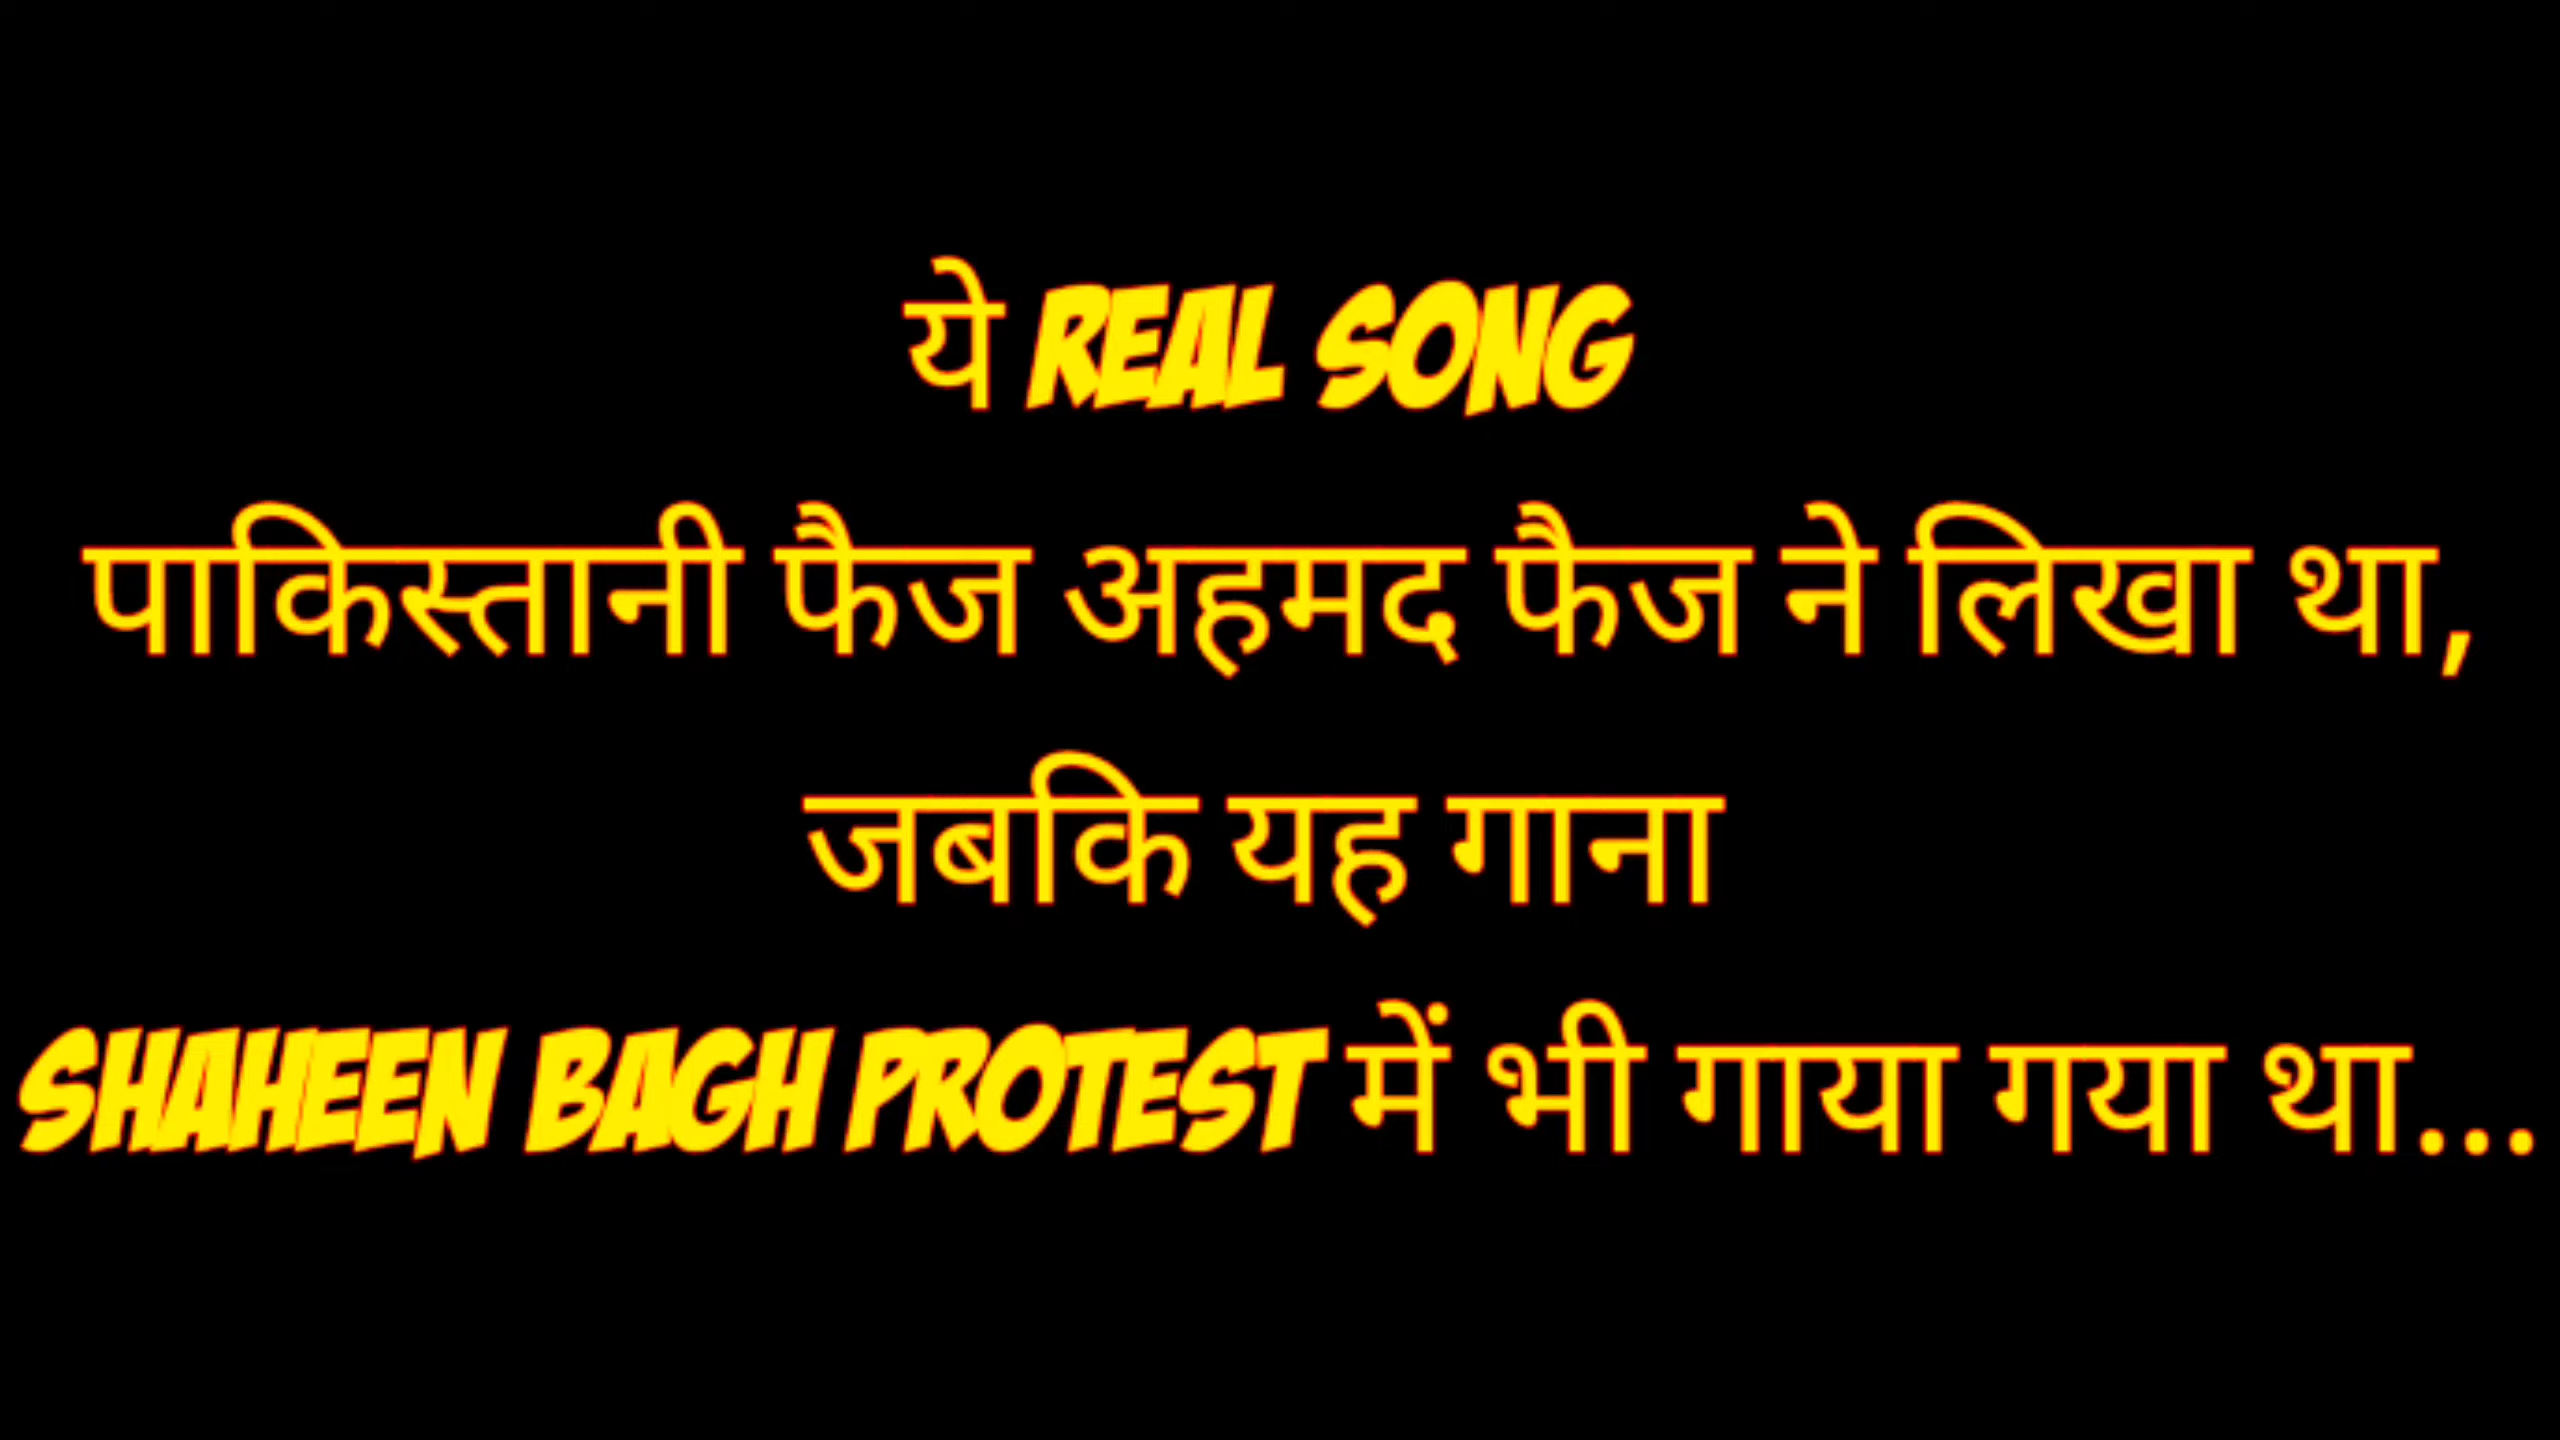 ये REAL SONG
पाकिस्तानी फैज अहमद फैज ने लिखा था,
जबकि यह गाना
SHAHEEN BAGH PROTEST में भी गाया गया था...